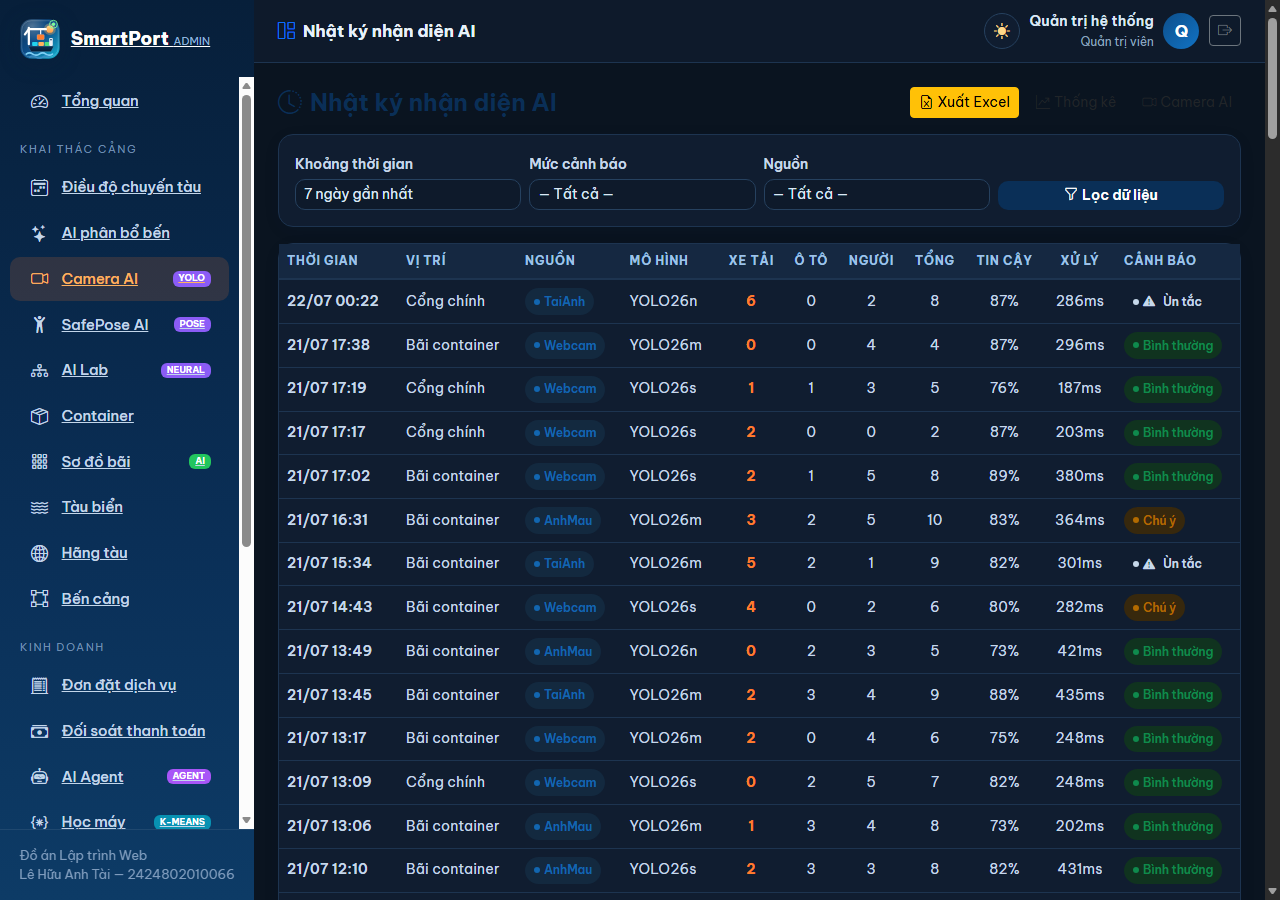 SmartPort ADMIN
Tổng quan
KHAI THÁC CẢNG
Điều độ chuyến tàu
AI phân bổ bến
Camera AI YOLO
SafePose AI POSE
AI Lab NEURAL
Container
Sơ đồ bãi AI
Tàu biển
Hãng tàu
Bến cảng
KINH DOANH
Đơn đặt dịch vụ
Đối soát thanh toán
AI Agent AGENT
Học máy K-MEANS
Đồ án Lập trình Web
Lê Hữu Anh Tài — 2424802010066
Nhật ký nhận diện AI
Quản trị hệ thống
Quản trị viên
Q
Nhật ký nhận diện AI
Xuất Excel Thống kê Camera AI
Khoảng thời gian Mức cảnh báo Nguồn
7 ngày gần nhất — Tất cả — — Tất cả — Lọc dữ liệu
THỜI GIAN VỊ TRÍ NGUỒN MÔ HÌNH XE TẢI Ô TÔ NGƯỜI TỔNG TIN CẬY XỬ LÝ CẢNH BÁO
22/07 00:22 Cổng chính TaiAnh YOLO26n 6 0 2 8 87% 286ms Ùn tắc
21/07 17:38 Bãi container Webcam YOLO26m 0 0 4 4 87% 296ms Bình thường
21/07 17:19 Cổng chính Webcam YOLO26s 1 1 3 5 76% 187ms Bình thường
21/07 17:17 Cổng chính Webcam YOLO26s 2 0 0 2 87% 203ms Bình thường
21/07 17:02 Bãi container Webcam YOLO26s 2 1 5 8 89% 380ms Bình thường
21/07 16:31 Bãi container AnhMau YOLO26m 3 2 5 10 83% 364ms Chú ý
21/07 15:34 Bãi container TaiAnh YOLO26m 5 2 1 9 82% 301ms Ùn tắc
21/07 14:43 Bãi container Webcam YOLO26s 4 0 2 6 80% 282ms Chú ý
21/07 13:49 Bãi container AnhMau YOLO26n 0 2 3 5 73% 421ms Bình thường
21/07 13:45 Bãi container TaiAnh YOLO26m 2 3 4 9 88% 435ms Bình thường
21/07 13:17 Bãi container Webcam YOLO26m 2 0 4 6 75% 248ms Bình thường
21/07 13:09 Cổng chính Webcam YOLO26s 0 2 5 7 82% 248ms Bình thường
21/07 13:06 Bãi container AnhMau YOLO26m 1 3 4 8 73% 202ms Bình thường
21/07 12:10 Bãi container AnhMau YOLO26s 2 3 3 8 82% 431ms Bình thường